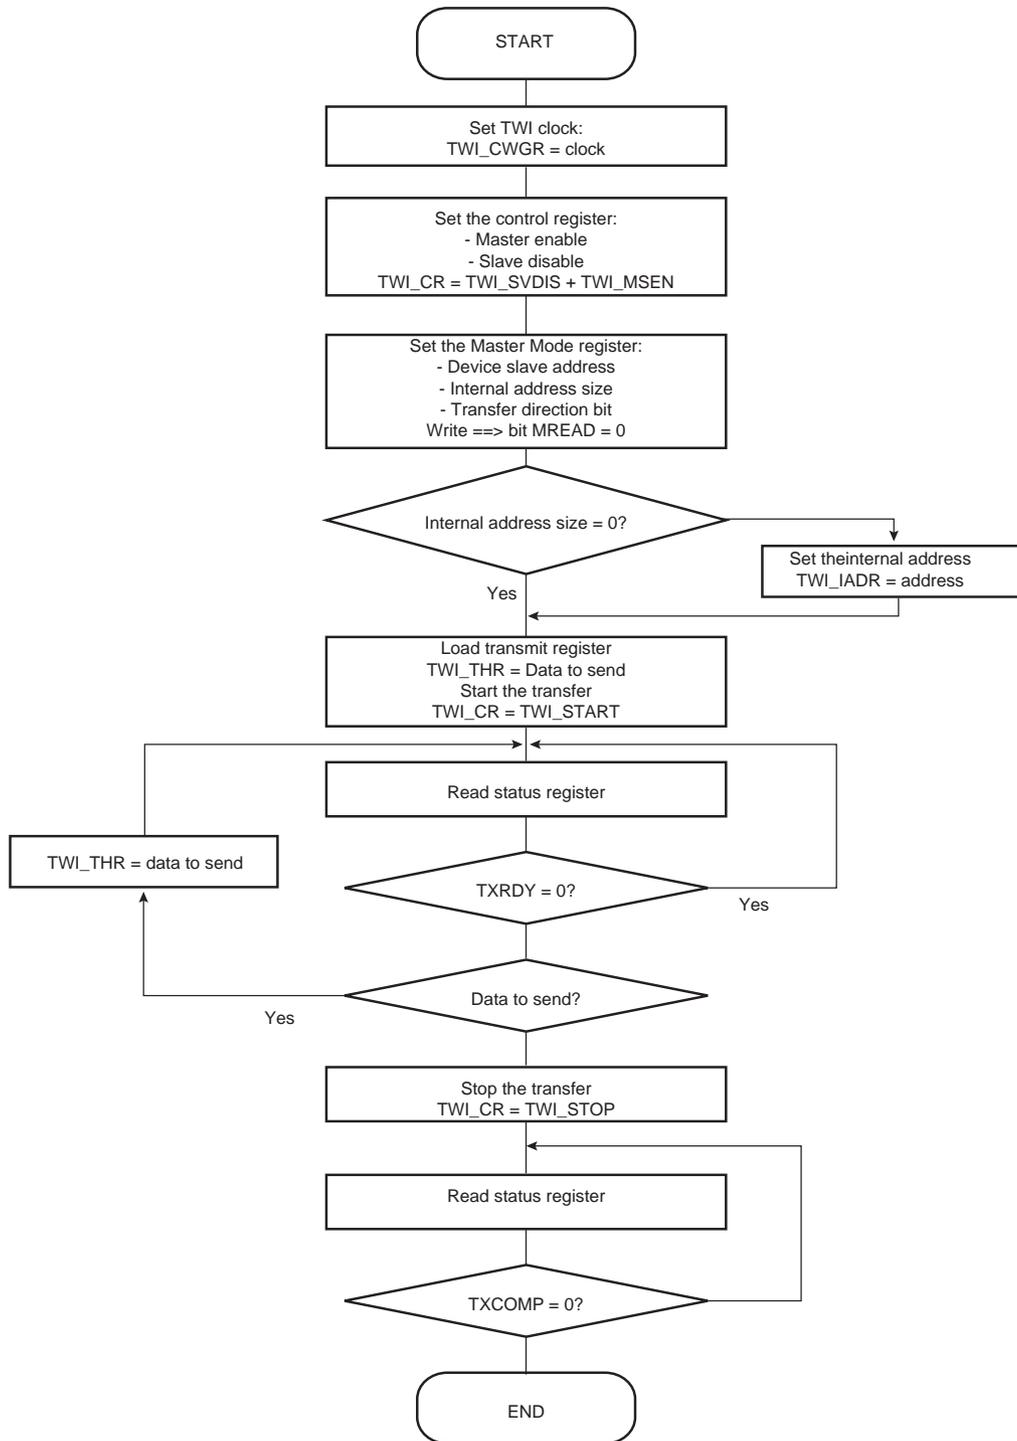 START
Set TWI clock:
TWI_CWGR = clock
Set the control register:
- Master enable
- Slave disable
TWI_CR = TWI_SVDIS + TWI_MSEN
Set the Master Mode register:
- Device slave address
- Internal address size
- Transfer direction bit
Write ==> bit MREAD = 0
Internal address size = 0?
Set theinternal address
TWI_IADR = address
Yes
Load transmit register
TWI_THR = Data to send
Start the transfer
TWI_CR = TWI_START
Read status register
TWI_THR = data to send
TXRDY = 0?
Yes
Data to send?
Yes
Stop the transfer
TWI_CR = TWI_STOP
Read status register
TXCOMP = 0?
END